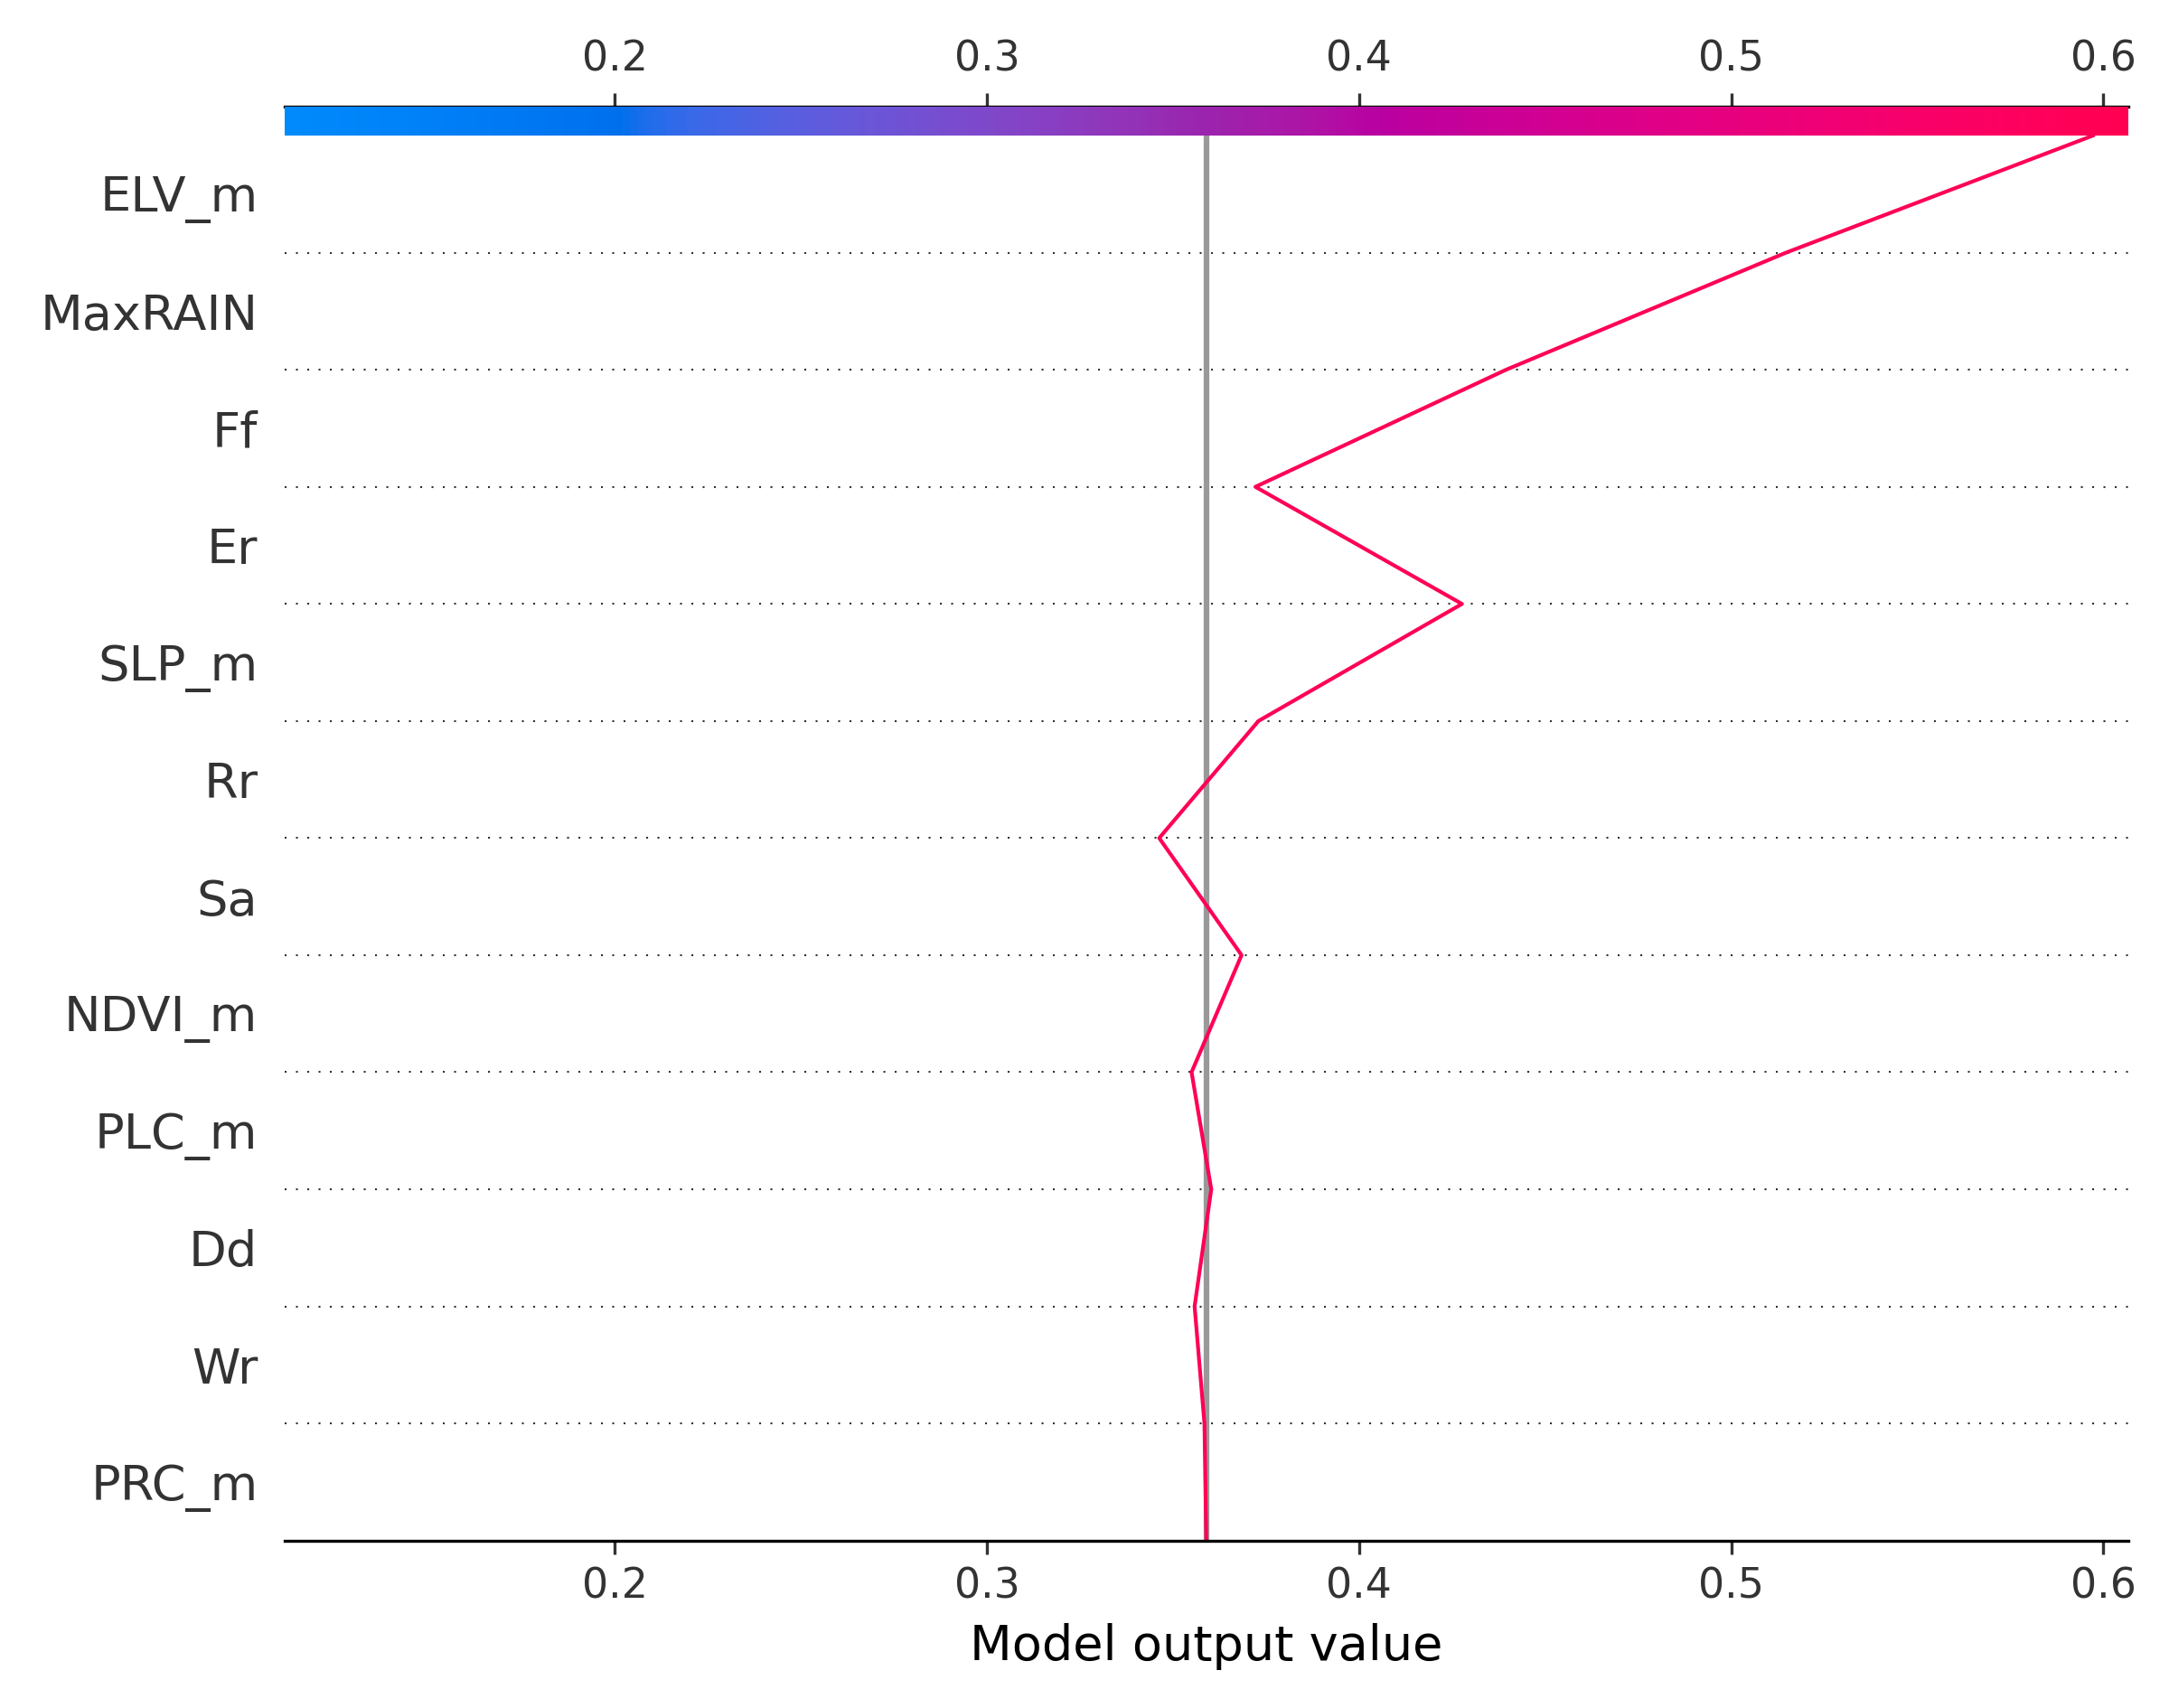 0.2 0.3 0.4 0.5 0.6
ELV_m
MaxRAIN
Ff
Er
SLP_m
Rr
Sa
NDVI_m
PLC_m
Dd
Wr
PRC_m
0.2 0.3 0.4 0.5 0.6
Model output value